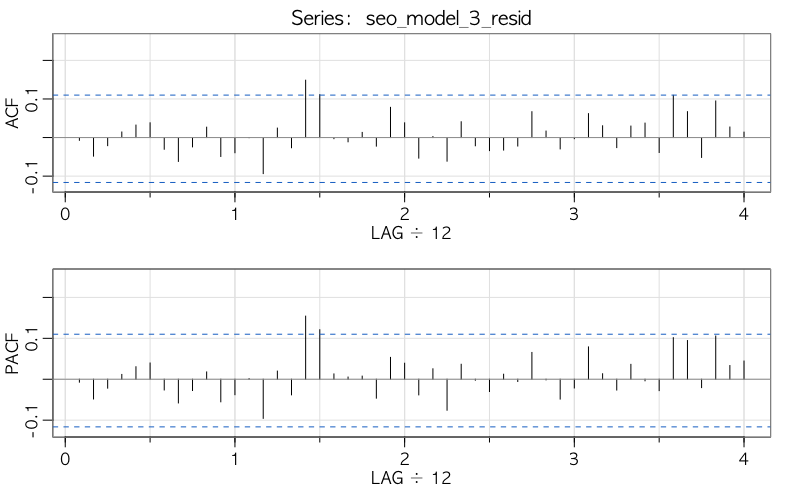 Series: seo_model_3_resid
ACF
0.1
-0.1
0 1 2 3 4
LAG ÷ 12
PACF
0.1
-0.1
0 1 2 3 4
LAG ÷ 12